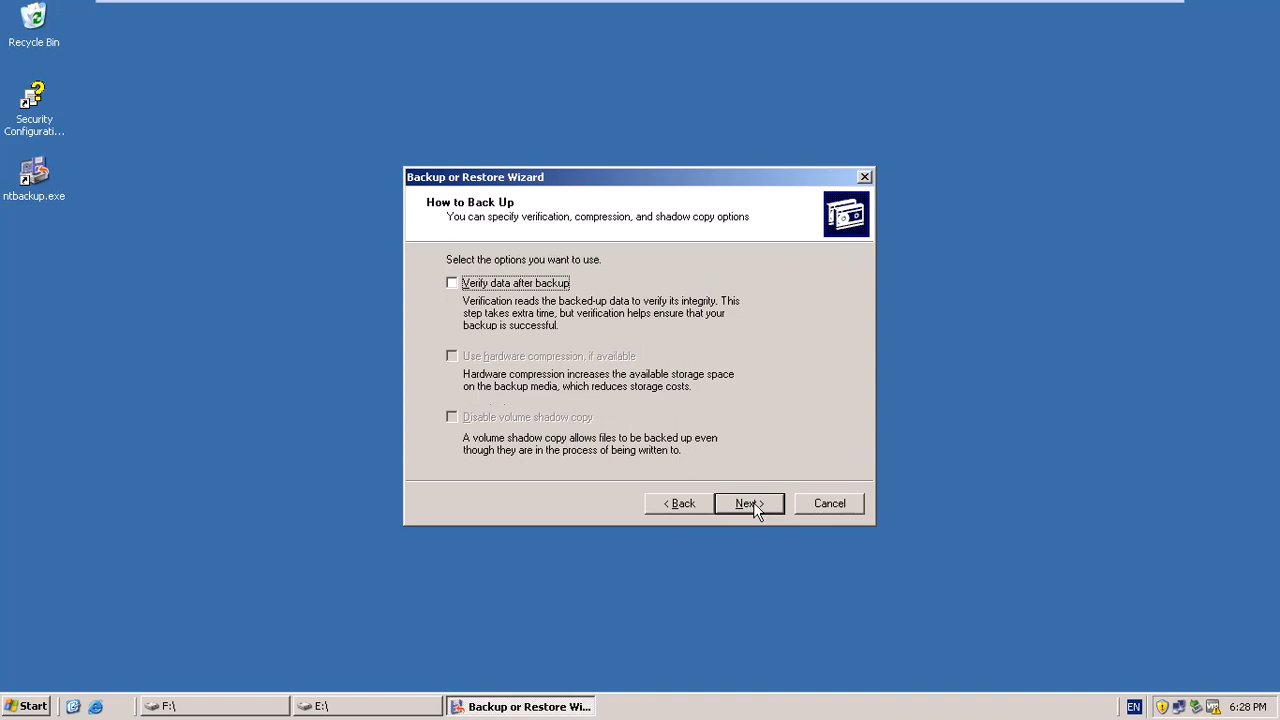 Recycle Bin
Security
Configurati...
ntbackup.exe
Backup or Restore Wizard
How to Back Up
You can specify verification, compression, and shadow copy options
Select the options you want to use.
Verify data after backup
Verification reads the backed-up data to verify its integrity. This
step takes extra time, but verification helps ensure that your
backup is successful.
Use hardware compression, if available
Hardware compression increases the available storage space
on the backup media, which reduces storage costs.
Disable volume shadow copy
A volume shadow copy allows files to be backed up even
though they are in the process of being written to.
< Back
Next >
Cancel
Start
F:\
E:\
Backup or Restore Wi...
EN
6:28 PM